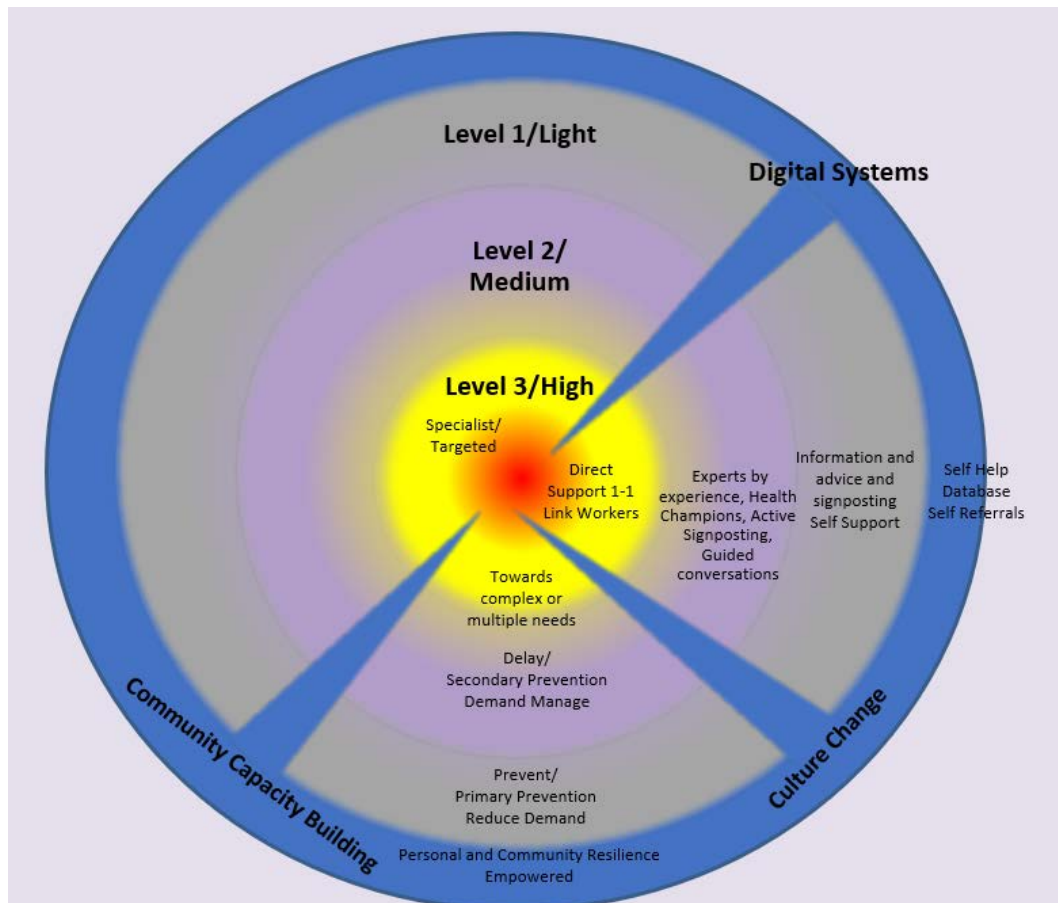 Level 1/Light
Digital Systems
Level 2/
Medium
Level 3/High
Specialist/
Targeted
Direct
Support 1-1
Link Workers
Experts by
experience, Health
Champions, Active
Signposting,
Guided
conversations
Information and
advice and
signposting
Self Support
Self Help
Database
Self Referrals
Towards
complex or
multiple needs
Delay/
Secondary Prevention
Demand Manage
Prevent/
Primary Prevention
Reduce Demand
Personal and Community Resilience
Empowered
Community Capacity Building
Culture Change